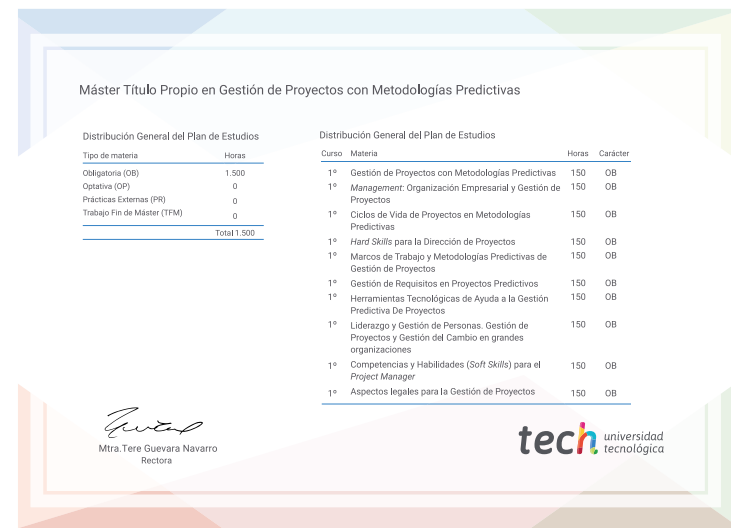 Máster Título Propio en Gestión de Proyectos con Metodologías Predictivas
Distribución General del Plan de Estudios
Tipo de materia Horas
Obligatoria (OB) 1.500
Optativa (OP) 0
Prácticas Externas (PR) 0
Trabajo Fin de Máster (TFM) 0
Total 1.500
Distribución General del Plan de Estudios
Curso Materia Horas Carácter
1º Gestión de Proyectos con Metodologías Predictivas 150 OB
1º Management: Organización Empresarial y Gestión de 150 OB
Proyectos
1º Ciclos de Vida de Proyectos en Metodologías 150 OB
Predictivas
1º Hard Skills para la Dirección de Proyectos 150 OB
1º Marcos de Trabajo y Metodologías Predictivas de 150 OB
Gestión de Proyectos
1º Gestión de Requisitos en Proyectos Predictivos 150 OB
1º Herramientas Tecnológicas de Ayuda a la Gestión 150 OB
Predictiva De Proyectos
1º Liderazgo y Gestión de Personas. Gestión de 150 OB
Proyectos y Gestión del Cambio en grandes
organizaciones
1º Competencias y Habilidades (Soft Skills) para el 150 OB
Project Manager
1º Aspectos legales para la Gestión de Proyectos 150 OB
Mtra.Tere Guevara Navarro
Rectora
tech universidad
tecnológica